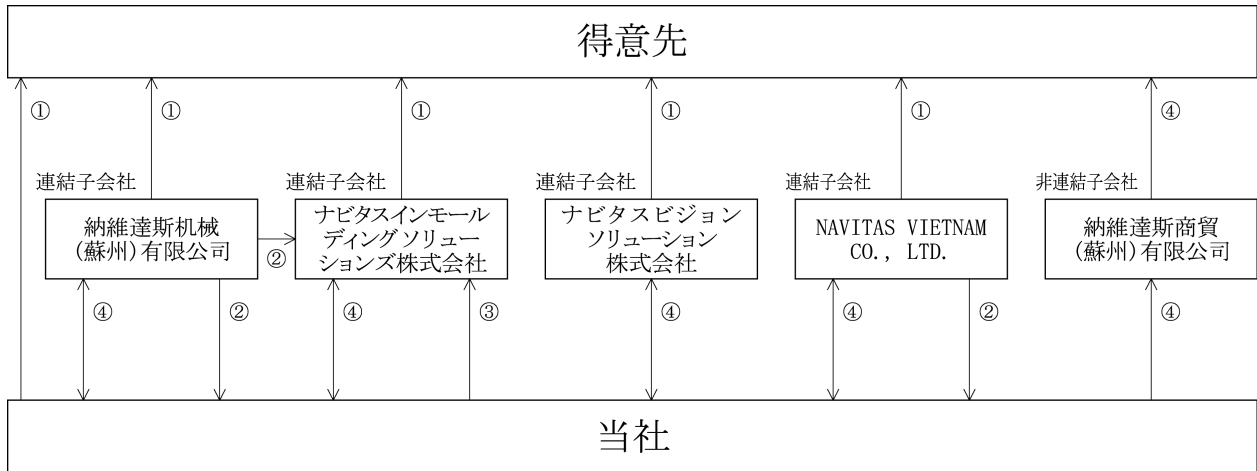 得意先
① ① ① ① ① ④
連結子会社 連結子会社 連結子会社 連結子会社 非連結子会社
納維達斯机械
(蘇州)有限公司
②
ナビタスインモール
ディングソリュー
ションズ株式会社
ナビタスビジョン
ソリューション
株式会社
NAVITAS VIETNAM
CO., LTD.
納維達斯商貿
(蘇州)有限公司
④ ② ④ ③ ④ ④ ② ④
当社